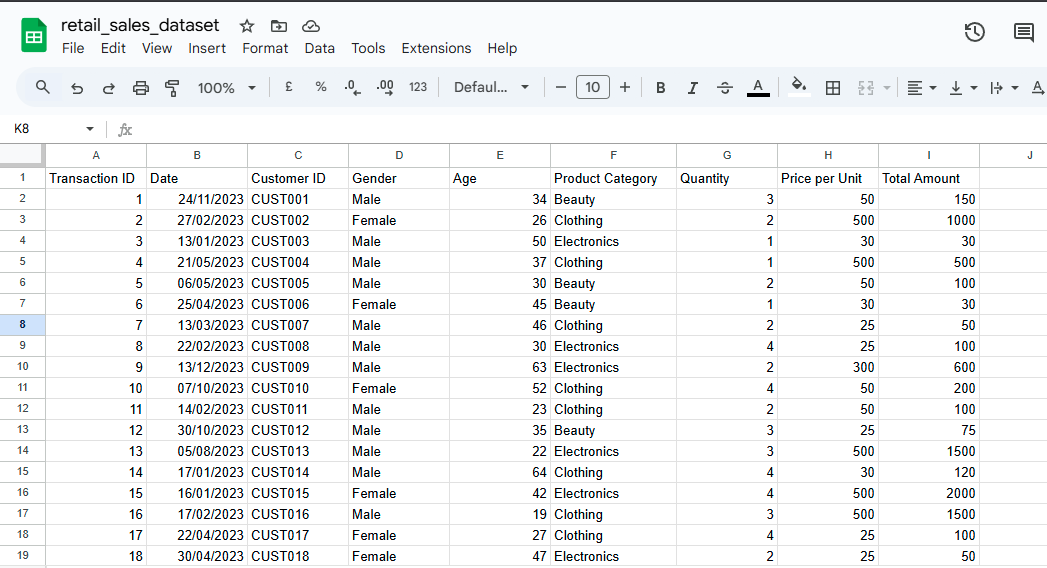 retail_sales_dataset
File Edit View Insert Format Data Tools Extensions Help
100% £ % .0 .00 123 Defaul... − 10 + B I S A A
K8 fx
A B C D E F G H I J
1 Transaction ID Date Customer ID Gender Age Product Category Quantity Price per Unit Total Amount
2 1 24/11/2023 CUST001 Male 34 Beauty 3 50 150
3 2 27/02/2023 CUST002 Female 26 Clothing 2 500 1000
4 3 13/01/2023 CUST003 Male 50 Electronics 1 30 30
5 4 21/05/2023 CUST004 Male 37 Clothing 1 500 500
6 5 06/05/2023 CUST005 Male 30 Beauty 2 50 100
7 6 25/04/2023 CUST006 Female 45 Beauty 1 30 30
8 7 13/03/2023 CUST007 Male 46 Clothing 2 25 50
9 8 22/02/2023 CUST008 Male 30 Electronics 4 25 100
10 9 13/12/2023 CUST009 Male 63 Electronics 2 300 600
11 10 07/10/2023 CUST010 Female 52 Clothing 4 50 200
12 11 14/02/2023 CUST011 Male 23 Clothing 2 50 100
13 12 30/10/2023 CUST012 Male 35 Beauty 3 25 75
14 13 05/08/2023 CUST013 Male 22 Electronics 3 500 1500
15 14 17/01/2023 CUST014 Male 64 Clothing 4 30 120
16 15 16/01/2023 CUST015 Female 42 Electronics 4 500 2000
17 16 17/02/2023 CUST016 Male 19 Clothing 3 500 1500
18 17 22/04/2023 CUST017 Female 27 Clothing 4 25 100
19 18 30/04/2023 CUST018 Female 47 Electronics 2 25 50